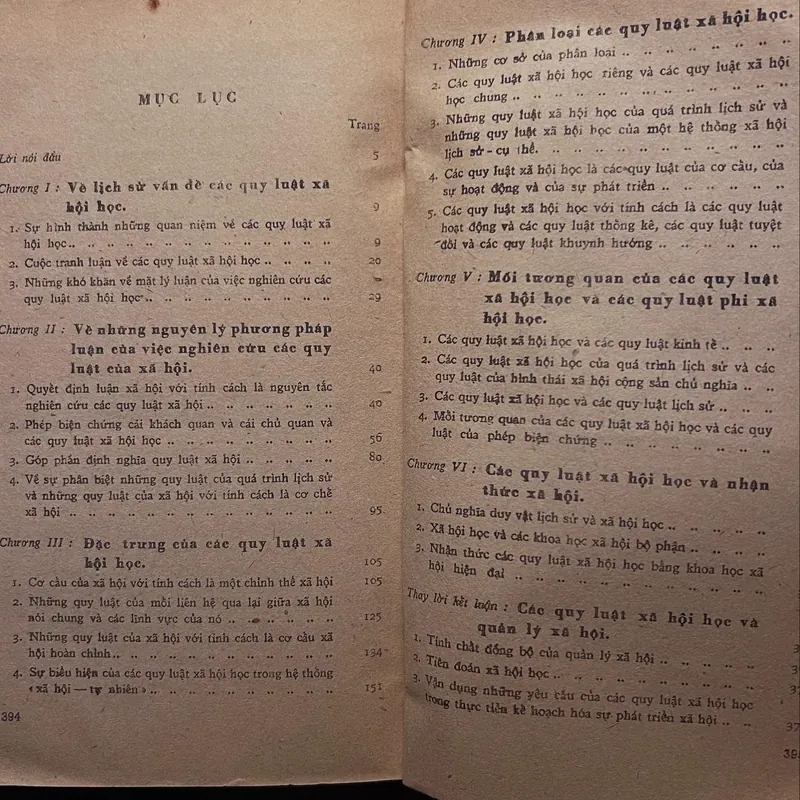 MỤC LỤC
Trang
Lời nói đầu 5
Chương I : Về lịch sử vấn đề các quy luật xã
hội học. 9
1. Sự hình thành những quan niệm về các quy luật xã
hội học.. .. .. .. .. .. .. .. .. .. .. .. 9
2. Cuộc tranh luận về các quy luật xã hội học .. .. .. 20
3. Những khó khăn về mặt lý luận của việc nghiên cứu các
quy luật xã hội học .. .. .. .. .. .. .. .. .. 29
Chương II : Về những nguyên lý phương pháp
luận của việc nghiên cứu các quy
luật của xã hội. 40
1. Quyết định luận xã hội với tính cách là nguyên tắc
nghiên cứu các quy luật xã hội .. .. .. .. .. .. 40
2. Phép biện chứng cái khách quan và cái chủ quan và
các quy luật xã hội học .. .. .. .. .. .. .. .. 56
3. Góp phần định nghĩa quy luật xã hội .. .. .. .. .. 80
4. Về sự phân biệt những quy luật của quá trình lịch sử
và những quy luật của xã hội với tính cách là cơ chế
xã hội .. .. .. .. .. .. .. .. .. .. .. .. 95
Chương III : Đặc trưng của các quy luật xã
hội học. 105
1. Cơ cấu của xã hội với tính cách là một chỉnh thể xã hội 105
2. Những quy luật của mối liên hệ qua lại giữa xã hội
nói chung và các lĩnh vực của nó .. .. .. .. .. 125
3. Những quy luật của xã hội với tính cách là cơ cấu xã
hội hoàn chỉnh .. .. .. .. .. .. .. .. .. .. 134
4. Sự biểu hiện của các quy luật xã hội học trong hệ thống
« xã hội — tự nhiên » .. .. .. .. .. .. .. .. .. 151
394
Chương IV : Phân loại các quy luật xã hội học.
1. Những cơ sở của phân loại .. .. .. .. .. .. ..
2. Các quy luật xã hội học riêng và các quy luật xã hội
học chung .. .. .. .. .. .. .. .. .. .. ..
3. Những quy luật xã hội học của quá trình lịch sử và
những quy luật xã hội học của một hệ thống xã hội
lịch sử - cụ thể. .. .. .. .. .. .. .. .. .. ..
4. Các quy luật xã hội học là các quy luật của cơ cấu, của
sự hoạt động và của sự phát triển .. .. .. .. .. ..
5. Các quy luật xã hội học với tính cách là các quy luật
hoạt động và các quy luật thống kê, các quy luật tuyệt
đối và các quy luật khuynh hướng .. .. .. .. ..
Chương V : Mối tương quan của các quy luật
xã hội học và các quy luật phi xã
hội học.
1. Các quy luật xã hội học và các quy luật kinh tế .. .. ..
2. Các quy luật xã hội học của quá trình lịch sử và các
quy luật của hình thái xã hội cộng sản chủ nghĩa .. ..
3. Các quy luật xã hội học và các quy luật lịch sử .. .. ..
4. Mối tương quan của các quy luật xã hội học và các quy
luật của phép biện chứng .. .. .. .. .. .. ..
Chương VI : Các quy luật xã hội học và nhận
thức xã hội.
1. Chủ nghĩa duy vật lịch sử và xã hội học .. .. .. .. ..
2. Xã hội học và các khoa học xã hội bộ phận .. .. .. ..
3. Nhận thức các quy luật xã hội học bằng khoa học xã
hội hiện đại .. .. .. .. .. .. .. .. .. ..
Thay lời kết luận : Các quy luật xã hội học và
quản lý xã hội.
1. Tính chất đồng bộ của quản lý xã hội .. .. .. .. ..
2. Tiên đoán xã hội học .. .. .. .. .. .. .. .. ..
3. Vận dụng những yêu cầu của các quy luật xã hội học
trong thực tiễn kế hoạch hóa sự phát triển xã hội .. .. 37